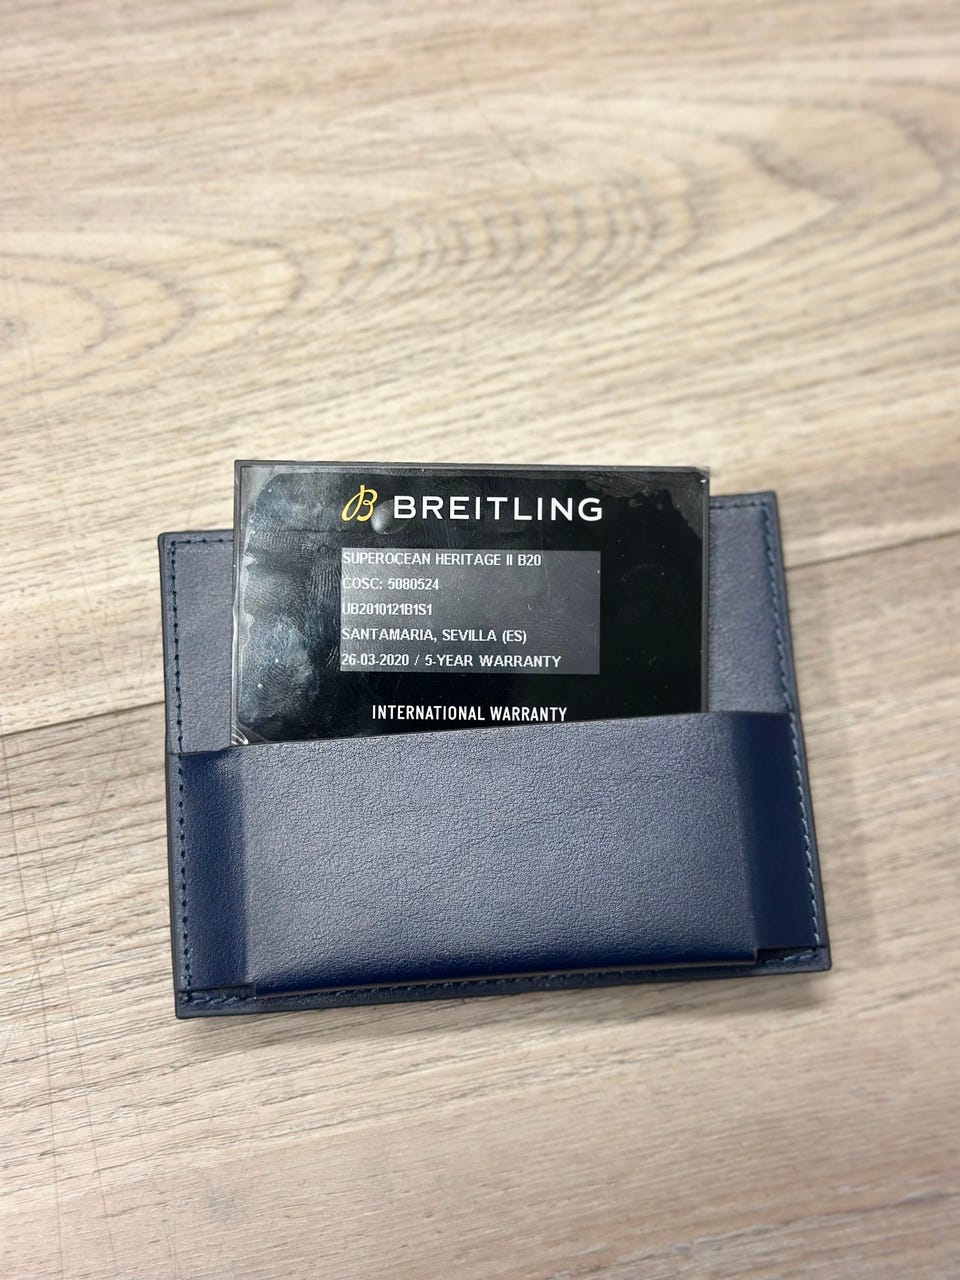 B BREITLING
SUPEROCEAN HERITAGE II B20
COSC: 5080524
UB2010121B1S1
SANTAMARIA, SEVILLA (ES)
26-03-2020 / 5-YEAR WARRANTY
INTERNATIONAL WARRANTY